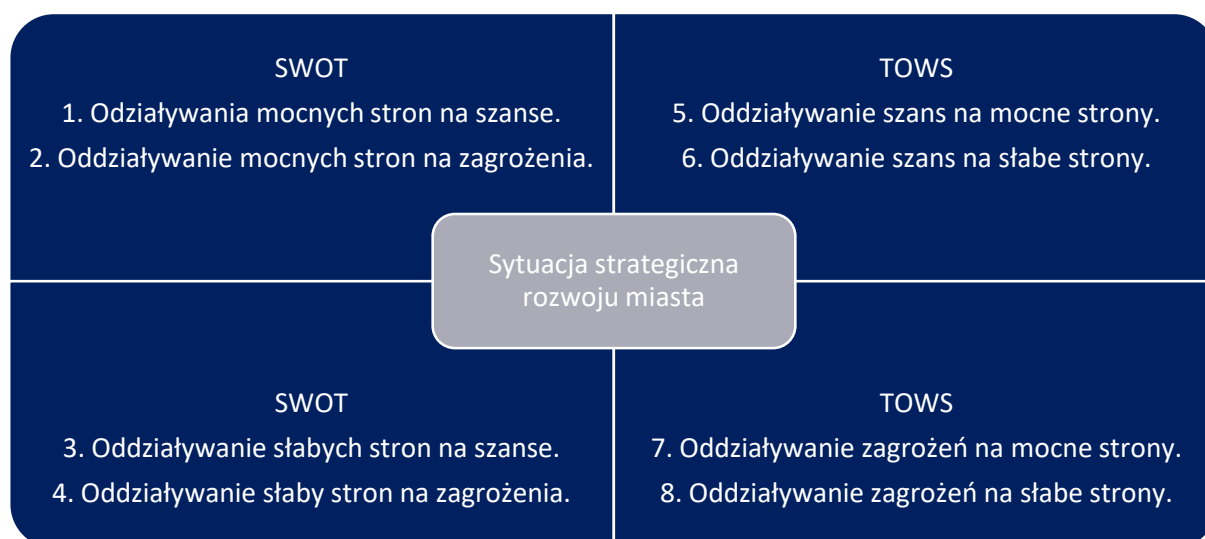 SWOT
1. Odziaływania mocnych stron na szanse.
2. Oddziaływanie mocnych stron na zagrożenia.
TOWS
5. Oddziaływanie szans na mocne strony.
6. Oddziaływanie szans na słabe strony.
Sytuacja strategiczna
rozwoju miasta
SWOT
3. Oddziaływanie słabych stron na szanse.
4. Oddziaływanie słaby stron na zagrożenia.
TOWS
7. Oddziaływanie zagrożeń na mocne strony.
8. Oddziaływanie zagrożeń na słabe strony.